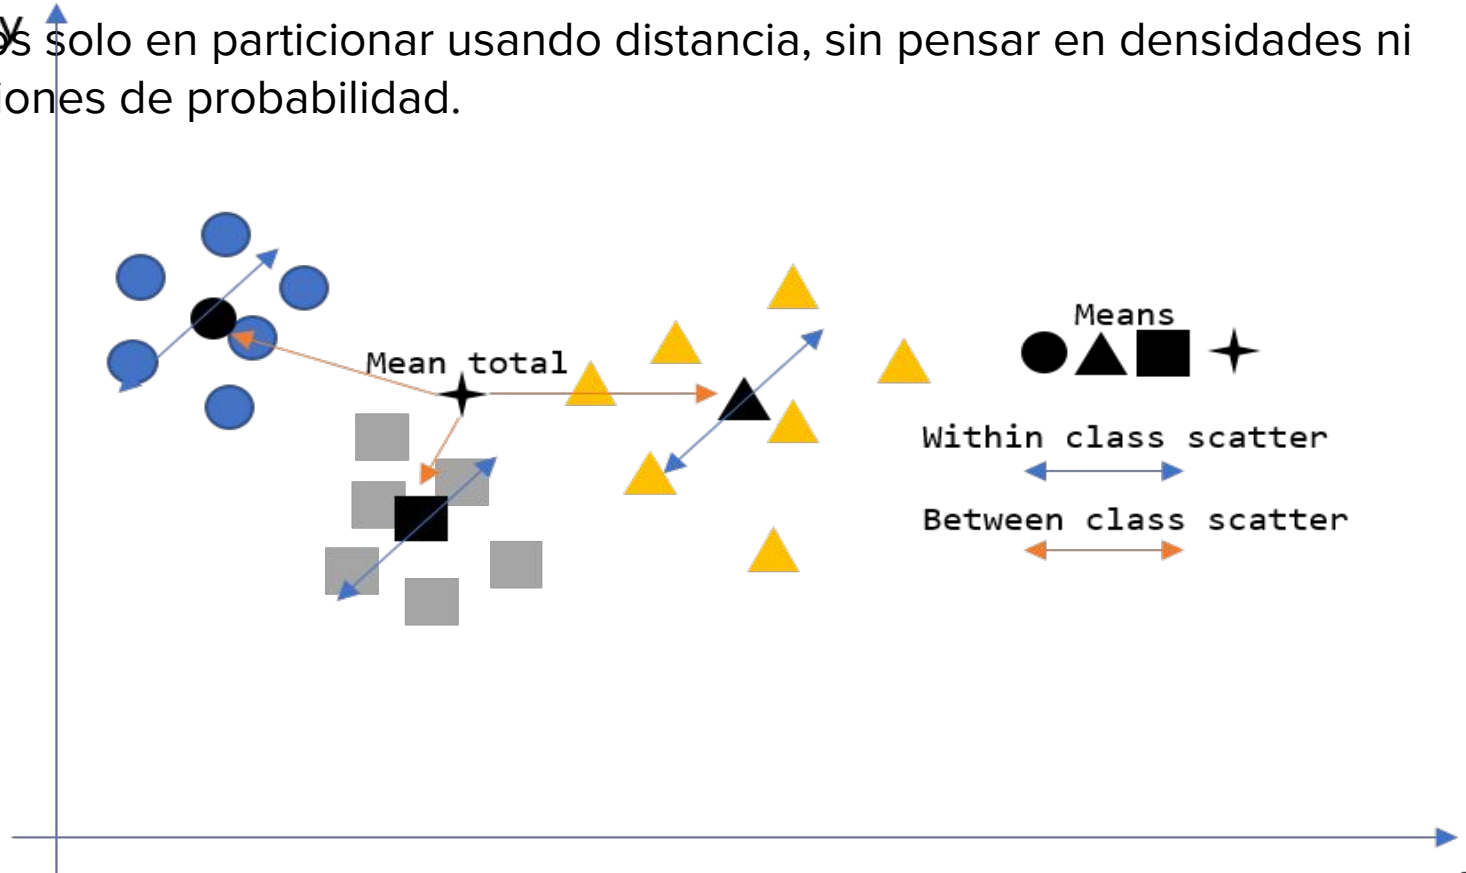 y
solo en particionar usando distancia, sin pensar en densidades ni
de probabilidad.
Means
Mean total
Within class scatter
Between class scatter